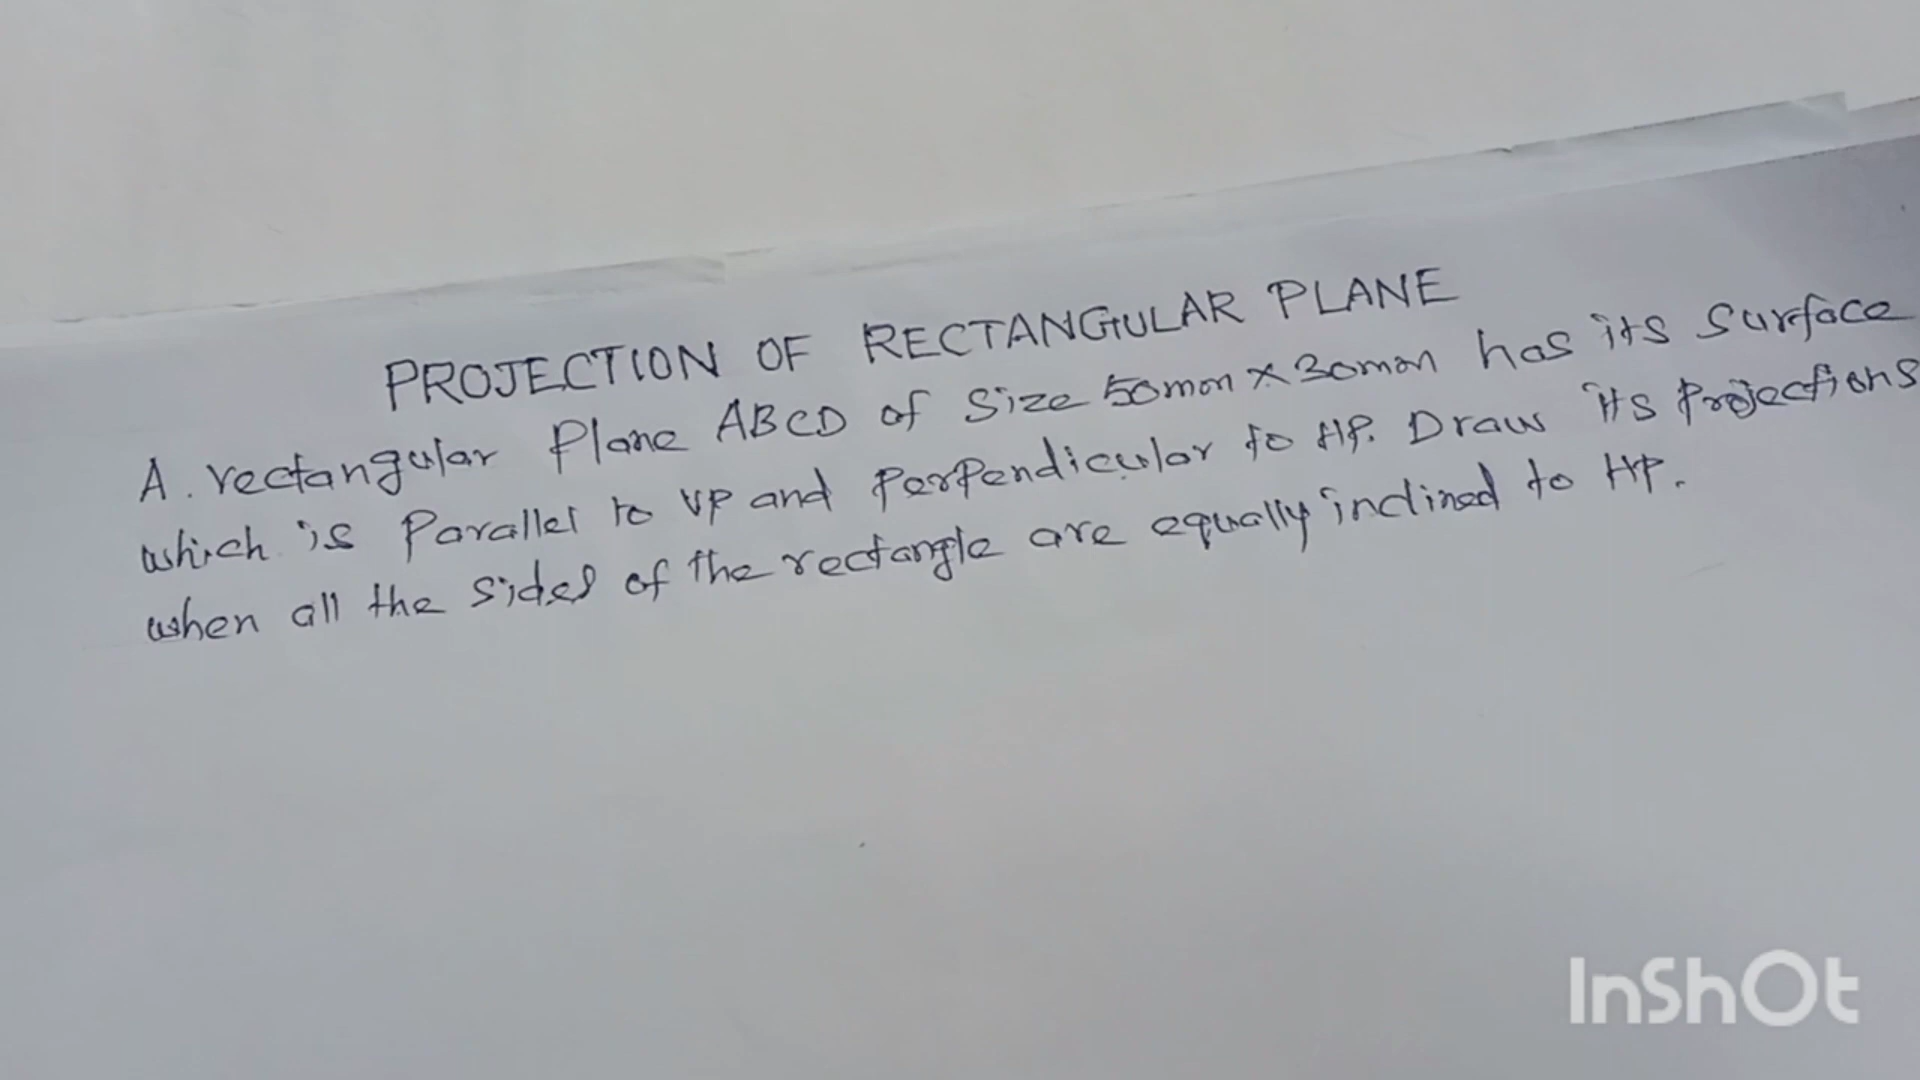 PROJECTION OF RECTANGULAR PLANE
A. rectangular Plane ABCD of Size 50mm x 30mm has its Surface
which is Parallel to VP and Perpendicular to HP. Draw its Projections
when all the sides of the rectangle are equally inclined to HP.
InShOt